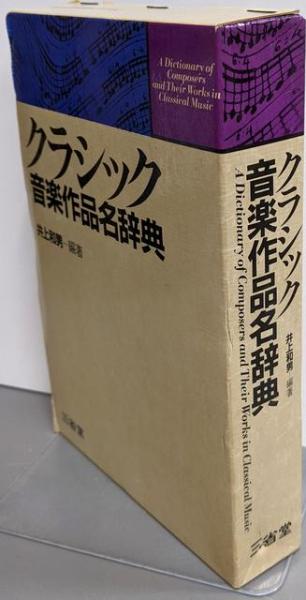 A Dictionary of
Composers
and Their Works in
Classical Music
クラシック
音楽作品名辞典
井上和男 編著
三省堂
クラシック
音楽作品名辞典
A Dictionary of Composers and Their Works in Classical Music
井上和男 編著
三省堂